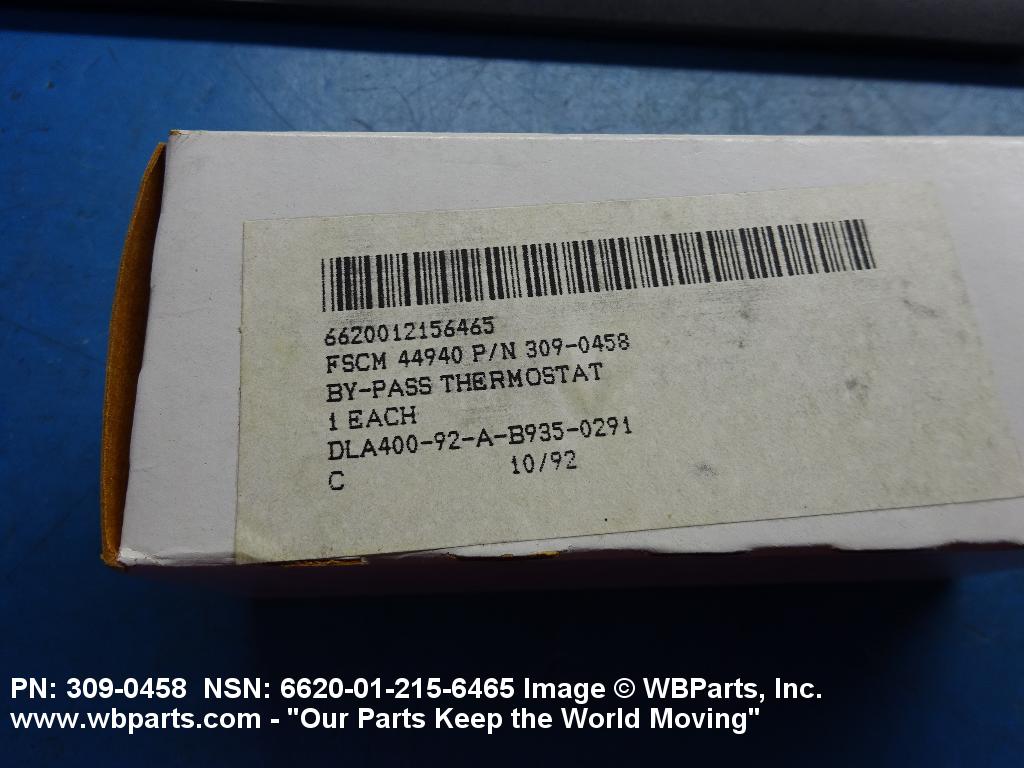 6620012156465
FSCM 44940 P/N 309-0458
BY-PASS THERMOSTAT
1 EACH
DLA400-92-A-B935-0291
C 10/92
PN: 309-0458 NSN: 6620-01-215-6465 Image © WBParts, Inc.
www.wbparts.com - "Our Parts Keep the World Moving"